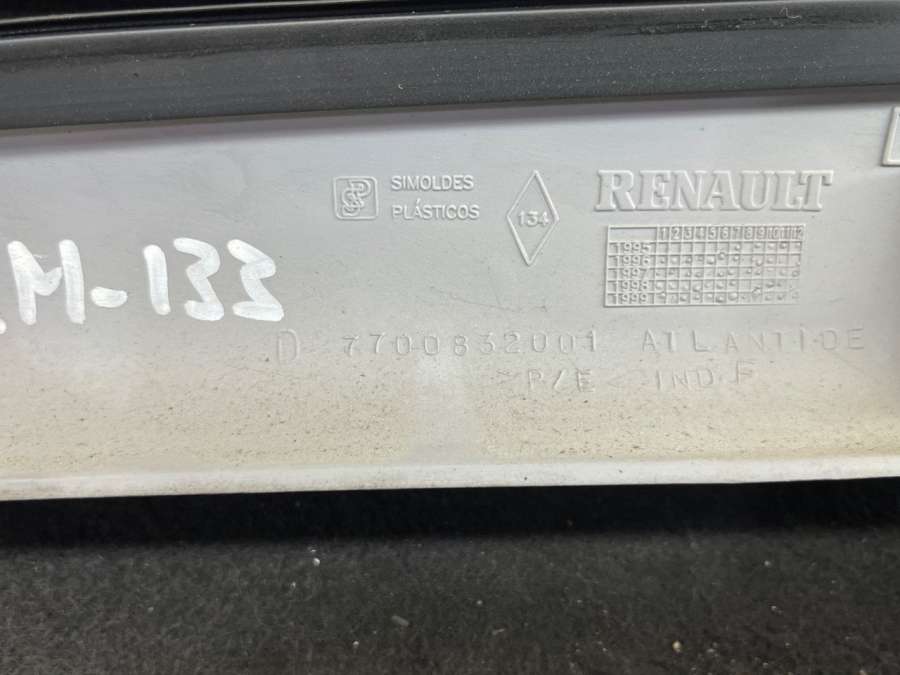 SIMOLDES
PLÁSTICOS
134
RENAULT
1 2 3 4 5 6 7 8 9 10 11 12
1995
1996
1997
1998
1999
.M-133
D 7700832001 ATLANTIDE
>P/E< IND F